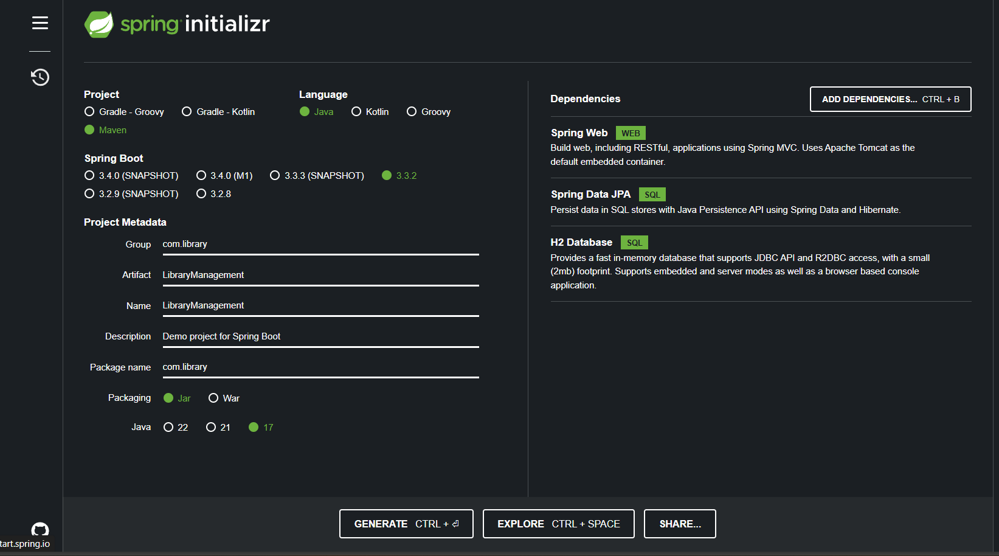 spring initializr
Project
Gradle - Groovy
Gradle - Kotlin
Maven
Language
Java
Kotlin
Groovy
Spring Boot
3.4.0 (SNAPSHOT)
3.4.0 (M1)
3.3.3 (SNAPSHOT)
3.3.2
3.2.9 (SNAPSHOT)
3.2.8
Project Metadata
Group com.library
Artifact LibraryManagement
Name LibraryManagement
Description Demo project for Spring Boot
Package name com.library
Packaging Jar War
Java 22 21 17
Dependencies
ADD DEPENDENCIES... CTRL + B
Spring Web WEB
Build web, including RESTful, applications using Spring MVC. Uses Apache Tomcat as the
default embedded container.
Spring Data JPA SQL
Persist data in SQL stores with Java Persistence API using Spring Data and Hibernate.
H2 Database SQL
Provides a fast in-memory database that supports JDBC API and R2DBC access, with a small
(2mb) footprint. Supports embedded and server modes as well as a browser based console
application.
GENERATE CTRL + ⏎
EXPLORE CTRL + SPACE
SHARE...
tart.spring.io